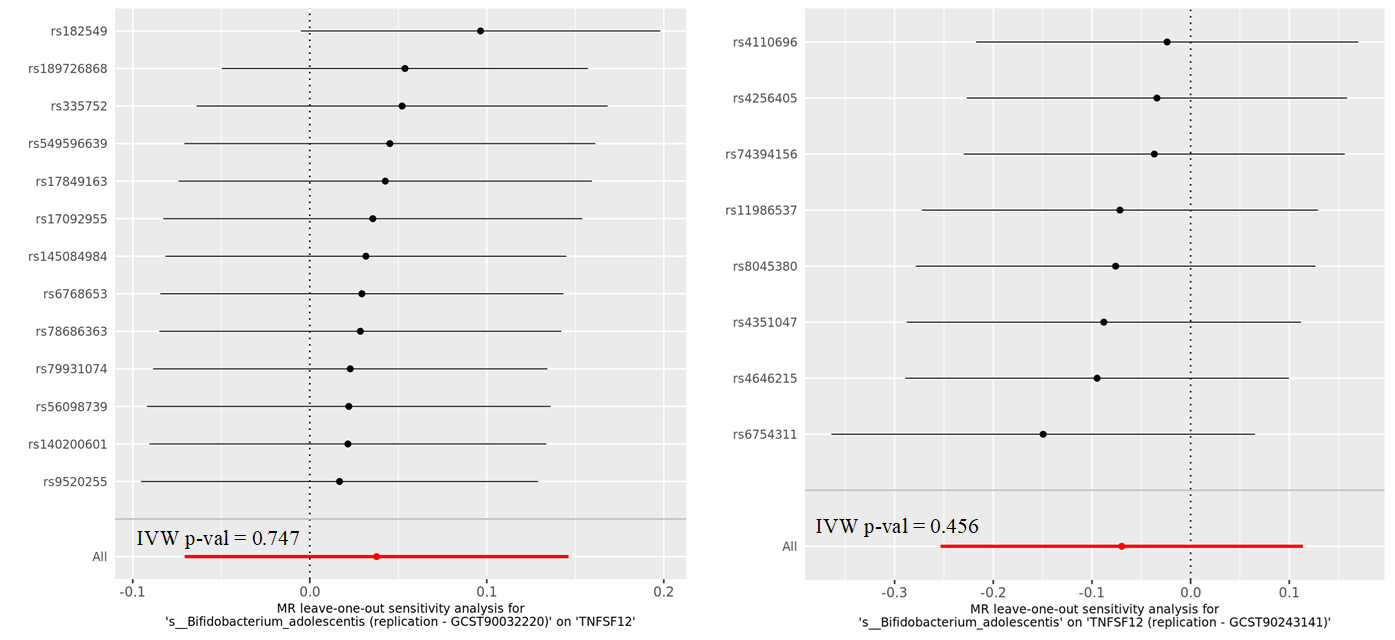 rs182549
rs189726868
rs335752
rs549596639
rs17849163
rs17092955
rs145084984
rs6768653
rs78686363
rs79931074
rs56098739
rs140200601
rs9520255
IVW p-val = 0.747
All
-0.1 0.0 0.1 0.2
MR leave-one-out sensitivity analysis for
's__Bifidobacterium_adolescentis (replication - GCST90032220)' on 'TNFSF12'
rs4110696
rs4256405
rs74394156
rs11986537
rs8045380
rs4351047
rs4646215
rs6754311
IVW p-val = 0.456
All
-0.3 -0.2 -0.1 0.0 0.1
MR leave-one-out sensitivity analysis for
's__Bifidobacterium_adolescentis' on 'TNFSF12 (replication - GCST90243141)'